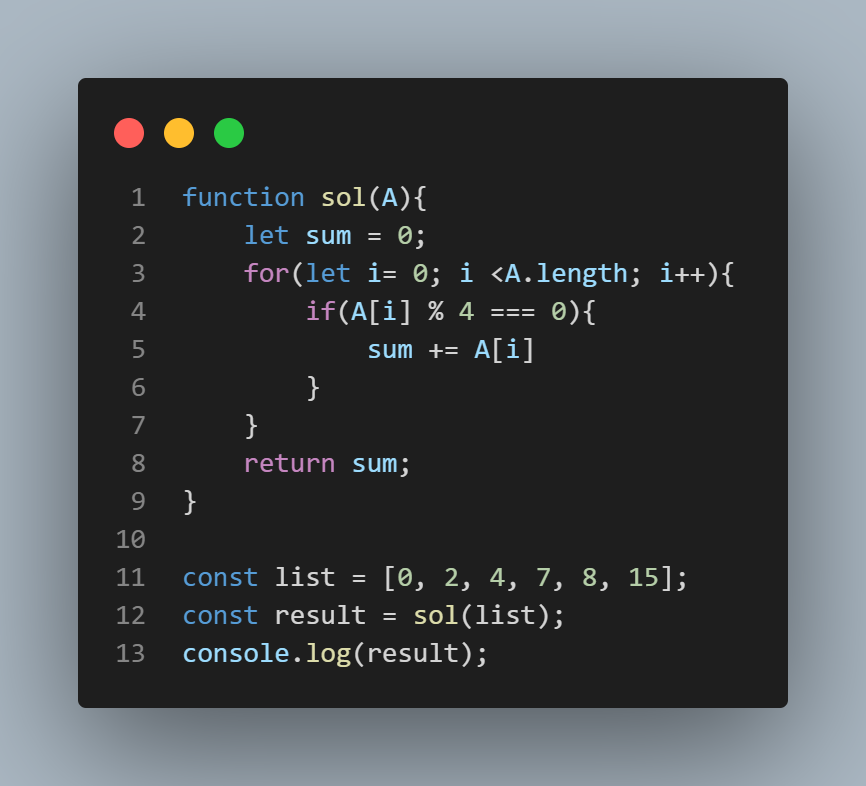 1 function sol(A){
2     let sum = 0;
3     for(let i= 0; i <A.length; i++){
4         if(A[i] % 4 === 0){
5             sum += A[i]
6         }
7     }
8     return sum;
9 }
10
11 const list = [0, 2, 4, 7, 8, 15];
12 const result = sol(list);
13 console.log(result);